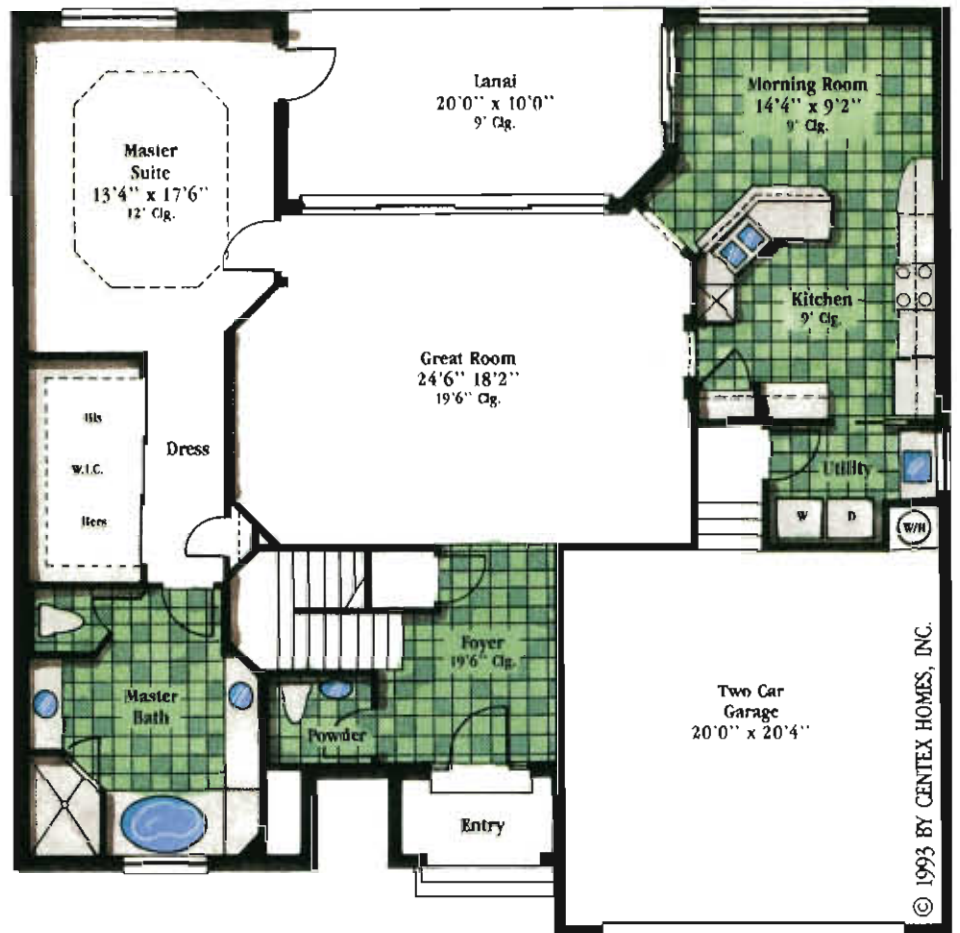 Lanai
20'0" x 10'0"
9' Clg.
Morning Room
14'4" x 9'2"
9' Clg.
Master
Suite
13'4" x 17'6"
12' Clg.
Kitchen
9' Clg.
Great Room
24'6" 18'2"
19'6" Clg.
His
W.I.C.
Hers
Dress
Utility
W
D
W/H
Foyer
19'6" Clg.
Master
Bath
Powder
Two Car
Garage
20'0" x 20'4"
Entry
© 1993 BY CENTEX HOMES, INC.